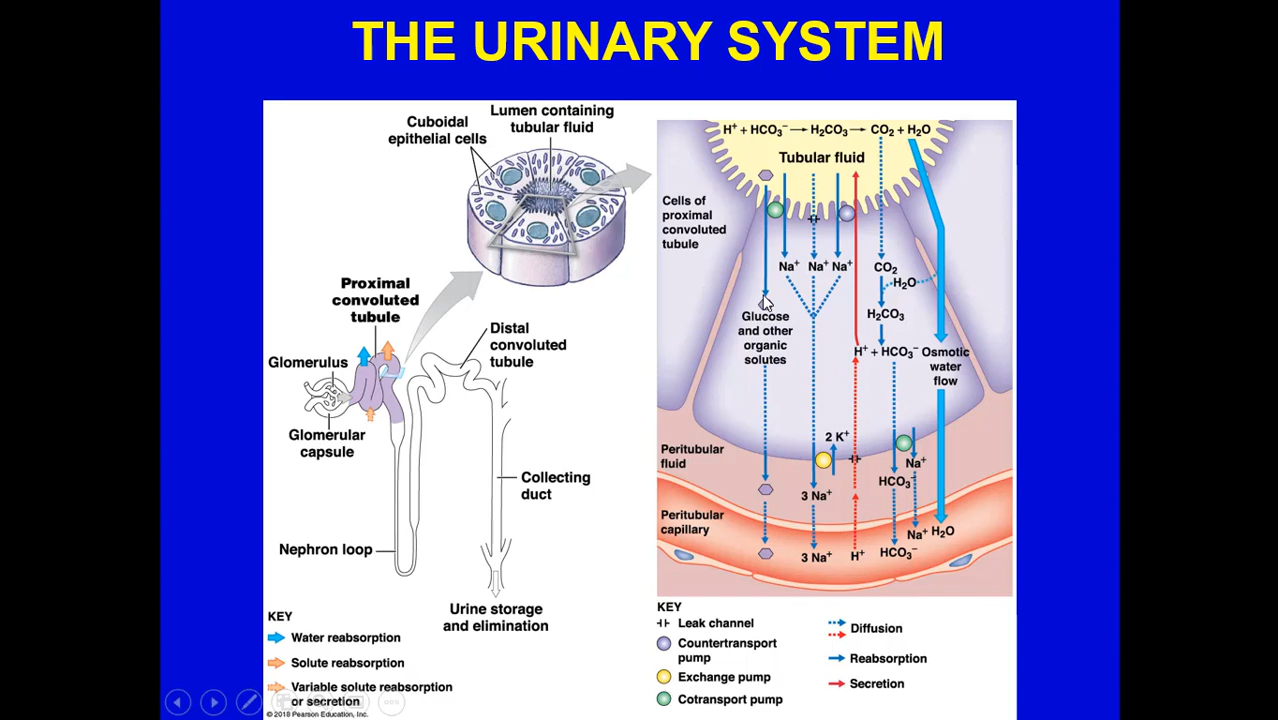 THE URINARY SYSTEM
Cuboidal
epithelial cells
Lumen containing
tubular fluid
Proximal
convoluted
tubule
Glomerulus
Glomerular
capsule
Distal
convoluted
tubule
Collecting
duct
Nephron loop
Urine storage
and elimination
KEY
Water reabsorption
Solute reabsorption
Variable solute reabsorption
or secretion
© 2018 Pearson Education, Inc.
H⁺ + HCO₃⁻ → H₂CO₃ → CO₂ + H₂O
Tubular fluid
Cells of
proximal
convoluted
tubule
Na⁺ Na⁺ Na⁺
CO₂
H₂O
H₂CO₃
Glucose
and other
organic
solutes
H⁺ + HCO₃⁻
Osmotic
water
flow
2 K⁺
Peritubular
fluid
Na⁺
HCO₃⁻
3 Na⁺
Peritubular
capillary
Na⁺ H₂O
3 Na⁺ H⁺ HCO₃⁻
KEY
Leak channel
Countertransport
pump
Exchange pump
Cotransport pump
Diffusion
Reabsorption
Secretion